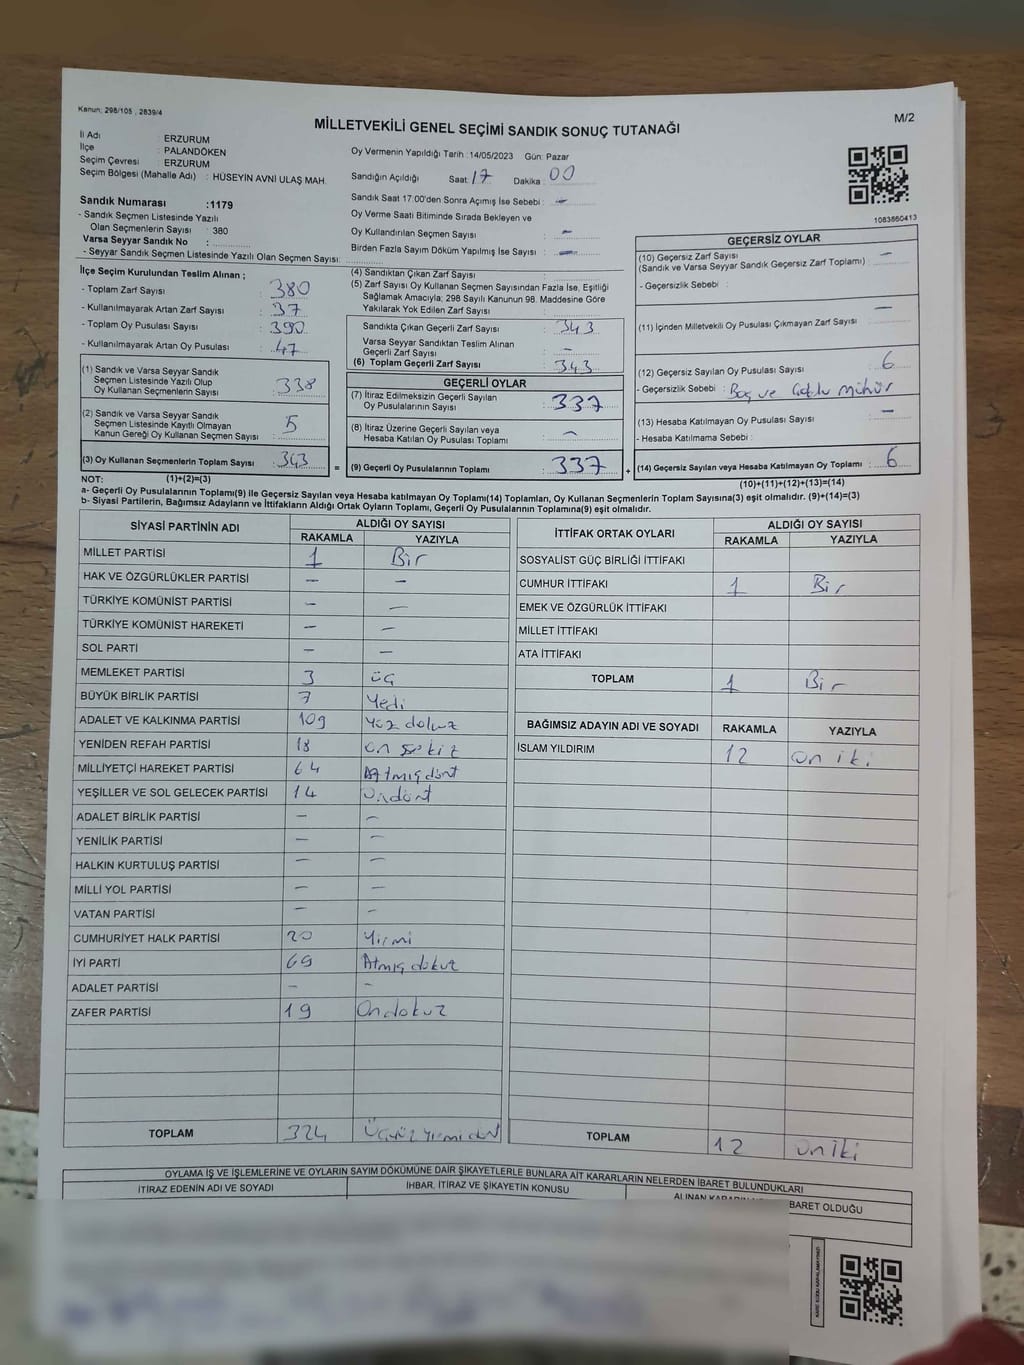 Kanun: 298/105 , 2839/4
MİLLETVEKİLİ GENEL SEÇİMİ SANDIK SONUÇ TUTANAĞI
M/2
İl Adı : ERZURUM
İlçe : PALANDÖKEN
Seçim Çevresi : ERZURUM
Seçim Bölgesi (Mahalle Adı) : HÜSEYİN AVNİ ULAŞ MAH.
Oy Vermenin Yapıldığı Tarih : 14/05/2023 Gün: Pazar
Sandığın Açıldığı Saat: 17 Dakika : 00
Sandık Saat 17.00'den Sonra Açımış İse Sebebi : -
Oy Verme Saati Bitiminde Sırada Bekleyen ve
Oy Kullandırılan Seçmen Sayısı : -
Birden Fazla Sayım Döküm Yapılmış İse Sayısı : -
1083860413
Sandık Numarası :1179
- Sandık Seçmen Listesinde Yazılı
Olan Seçmenlerin Sayısı : 380
Varsa Seyyar Sandık No :
- Seyyar Sandık Seçmen Listesinde Yazılı Olan Seçmen Sayısı:
İlçe Seçim Kurulundan Teslim Alınan ;
- Toplam Zarf Sayısı : 380
- Kullanılmayarak Artan Zarf Sayısı : 37
- Toplam Oy Pusulası Sayısı : 390
- Kullanılmayarak Artan Oy Pusulası : 47
(1) Sandık ve Varsa Seyyar Sandık
Seçmen Listesinde Yazılı Olup
Oy Kullanan Seçmenlerin Sayısı : 338
(2) Sandık ve Varsa Seyyar Sandık
Seçmen Listesinde Kayıtlı Olmayan
Kanun Gereği Oy Kullanan Seçmen Sayısı : 5
(3) Oy Kullanan Seçmenlerin Toplam Sayısı : 343
(1)+(2)=(3)
(4) Sandıktan Çıkan Zarf Sayısı :
(5) Zarf Sayısı Oy Kullanan Seçmen Sayısından Fazla İse, Eşitliği
Sağlamak Amacıyla; 298 Sayılı Kanunun 98. Maddesine Göre
Yakılarak Yok Edilen Zarf Sayısı :
Sandıkta Çıkan Geçerli Zarf Sayısı : 343
Varsa Seyyar Sandıktan Teslim Alınan
Geçerli Zarf Sayısı : -
(6) Toplam Geçerli Zarf Sayısı : 343
GEÇERLİ OYLAR
(7) İtiraz Edilmeksizin Geçerli Sayılan
Oy Pusulalarının Sayısı : 337
(8) İtiraz Üzerine Geçerli Sayılan veya
Hesaba Katılan Oy Pusulası Toplamı : -
= (9) Geçerli Oy Pusulalarının Toplamı : 337 +
GEÇERSİZ OYLAR
(10) Geçersiz Zarf Sayısı : -
(Sandık ve Varsa Seyyar Sandık Geçersiz Zarf Toplamı)
- Geçersizlik Sebebi :
(11) İçinden Milletvekili Oy Pusulası Çıkmayan Zarf Sayısı : -
(12) Geçersiz Sayılan Oy Pusulası Sayısı : 6
- Geçersizlik Sebebi : Boş ve
(13) Hesaba Katılmayan Oy Pusulası Sayısı : -
- Hesaba Katılmama Sebebi :
(14) Geçersiz Sayılan veya Hesaba Katılmayan Oy Toplamı : 6
(10)+(11)+(12)+(13)=(14)
NOT:
a- Geçerli Oy Pusulalarının Toplamı(9) ile Geçersiz Sayılan veya Hesaba katılmayan Oy Toplamı(14) Toplamları, Oy Kullanan Seçmenlerin Toplam Sayısına(3) eşit olmalıdır. (9)+(14)=(3)
b- Siyasi Partilerin, Bağımsız Adayların ve İttifakların Aldığı Ortak Oyların Toplamı, Geçerli Oy Pusulalarının Toplamına(9) eşit olmalıdır.
SİYASİ PARTİNİN ADI ALDIĞI OY SAYISI
RAKAMLA YAZIYLA
MİLLET PARTİSİ 1 Bir
HAK VE ÖZGÜRLÜKLER PARTİSİ - -
TÜRKİYE KOMÜNİST PARTİSİ - -
TÜRKİYE KOMÜNİST HAREKETİ - -
SOL PARTİ - -
MEMLEKET PARTİSİ 3 üç
BÜYÜK BİRLİK PARTİSİ 7 Yedi
ADALET VE KALKINMA PARTİSİ 109 Yüz dokuz
YENİDEN REFAH PARTİSİ 18 on sekiz
MİLLİYETÇİ HAREKET PARTİSİ 64 Atmışdört
YEŞİLLER VE SOL GELECEK PARTİSİ 14 Ondört
ADALET BİRLİK PARTİSİ - -
YENİLİK PARTİSİ - -
HALKIN KURTULUŞ PARTİSİ - -
MİLLİ YOL PARTİSİ - -
VATAN PARTİSİ - -
CUMHURİYET HALK PARTİSİ 20 Yirmi
İYİ PARTİ 69 Atmış dokuz
ADALET PARTİSİ - -
ZAFER PARTİSİ 19 Ondokuz
TOPLAM 324 Üçyüz yirmi dört
İTTİFAK ORTAK OYLARI ALDIĞI OY SAYISI
RAKAMLA YAZIYLA
SOSYALİST GÜÇ BİRLİĞİ İTTİFAKI
CUMHUR İTTİFAKI 1 Bir
EMEK VE ÖZGÜRLÜK İTTİFAKI
MİLLET İTTİFAKI
ATA İTTİFAKI
TOPLAM 1 Bir
BAĞIMSIZ ADAYIN ADI VE SOYADI RAKAMLA YAZIYLA
İSLAM YILDIRIM 12 on iki
TOPLAM 12 on iki
OYLAMA İŞ VE İŞLEMLERİNE VE OYLARIN SAYIM DÖKÜMÜNE DAİR ŞİKAYETLERLE BUNLARA AİT KARARLARIN NELERDEN İBARET BULUNDUKLARI
İTİRAZ EDENİN ADI VE SOYADI İHBAR, İTİRAZ VE ŞİKAYETİN KONUSU ALINAN KARARIN İBARET OLDUĞU
KARE KODU KAPALAMAYINIZ!